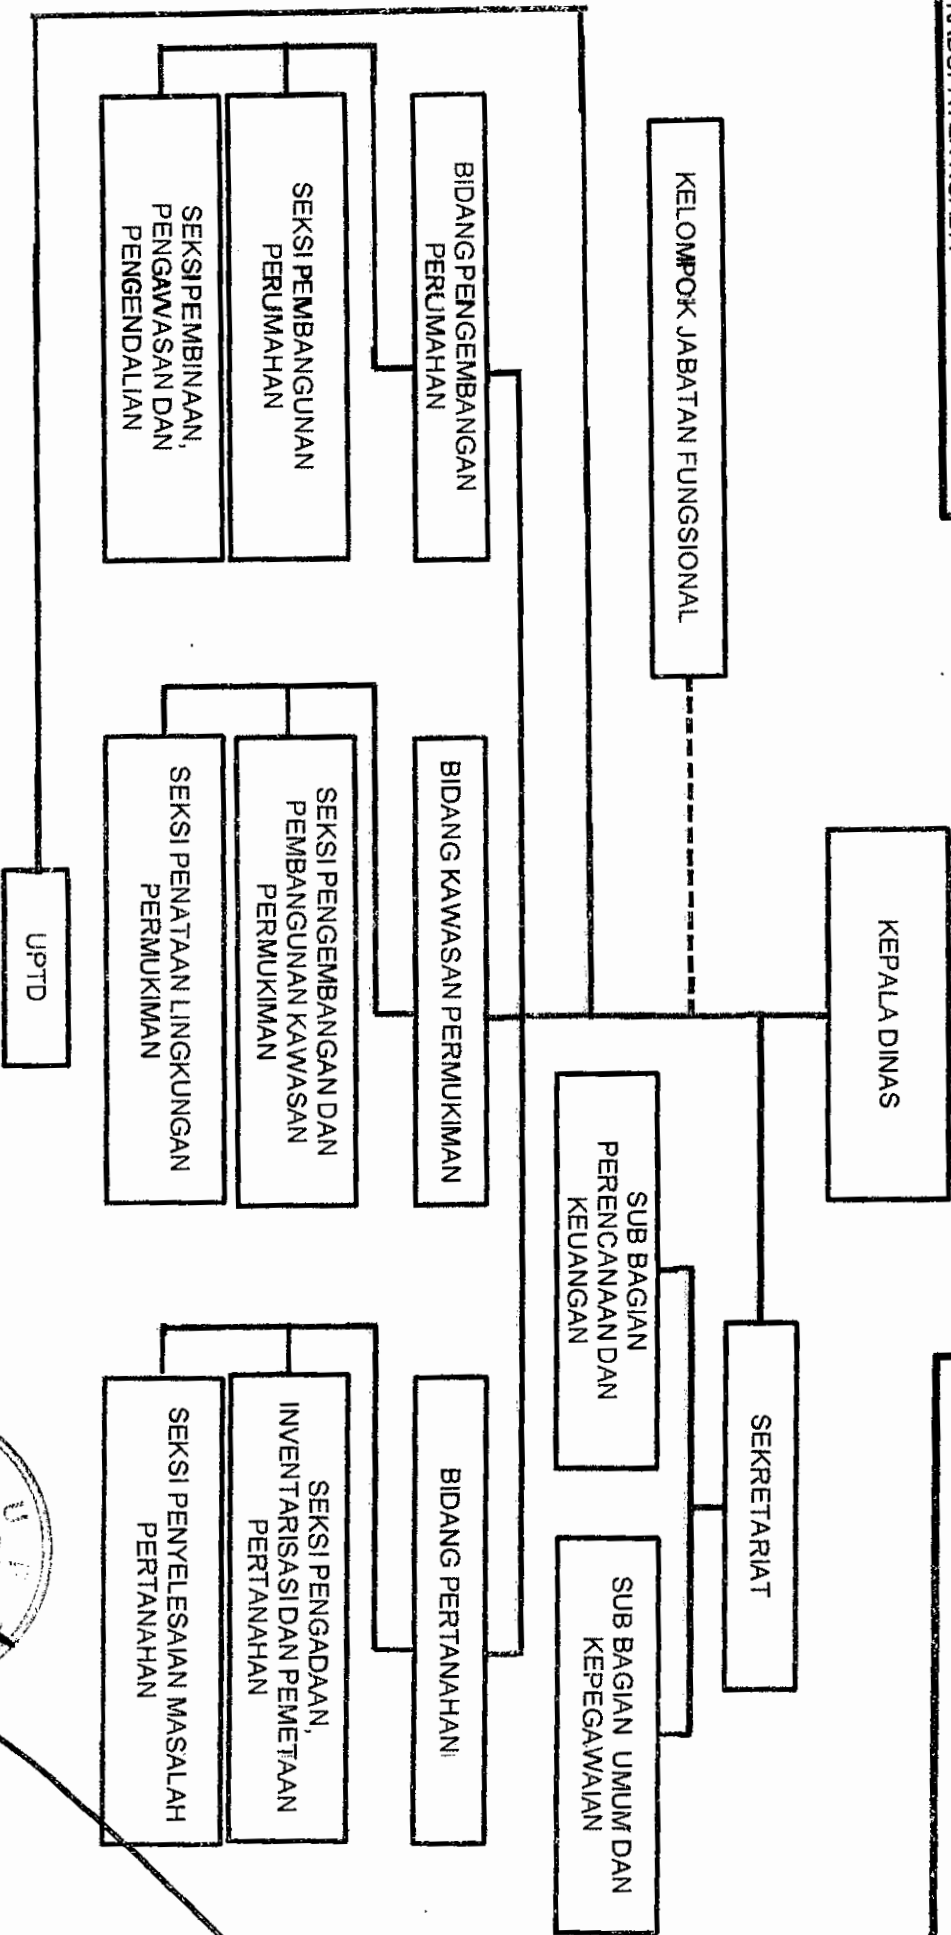 KEPALA DINAS
SEKRETARIAT
KELOMPOK JABATAN FUNGSIONAL
SUB BAGIAN
PERENCANAAN DAN
KEUANGAN
SUB BAGIAN UMUM DAN
KEPEGAWAIAN
BIDANG PENGEMBANGAN
PERUMAHAN
BIDANG KAWASAN PERMUKIMAN
BIDANG PERTANAHAN
SEKSI PEMBANGUNAN
PERUMAHAN
SEKSI PENGEMBANGAN DAN
PEMBANGUNAN KAWASAN
PERMUKIMAN
SEKSI PENGADAAN,
INVENTARISASI DAN PEMETAAN
PERTANAHAN
SEKSI PEMBINAAN,
PENGAWASAN DAN
PENGENDALIAN
SEKSI PENATAAN LINGKUNGAN
PERMUKIMAN
SEKSI PENYELESAIAN MASALAH
PERTANAHAN
UPTD